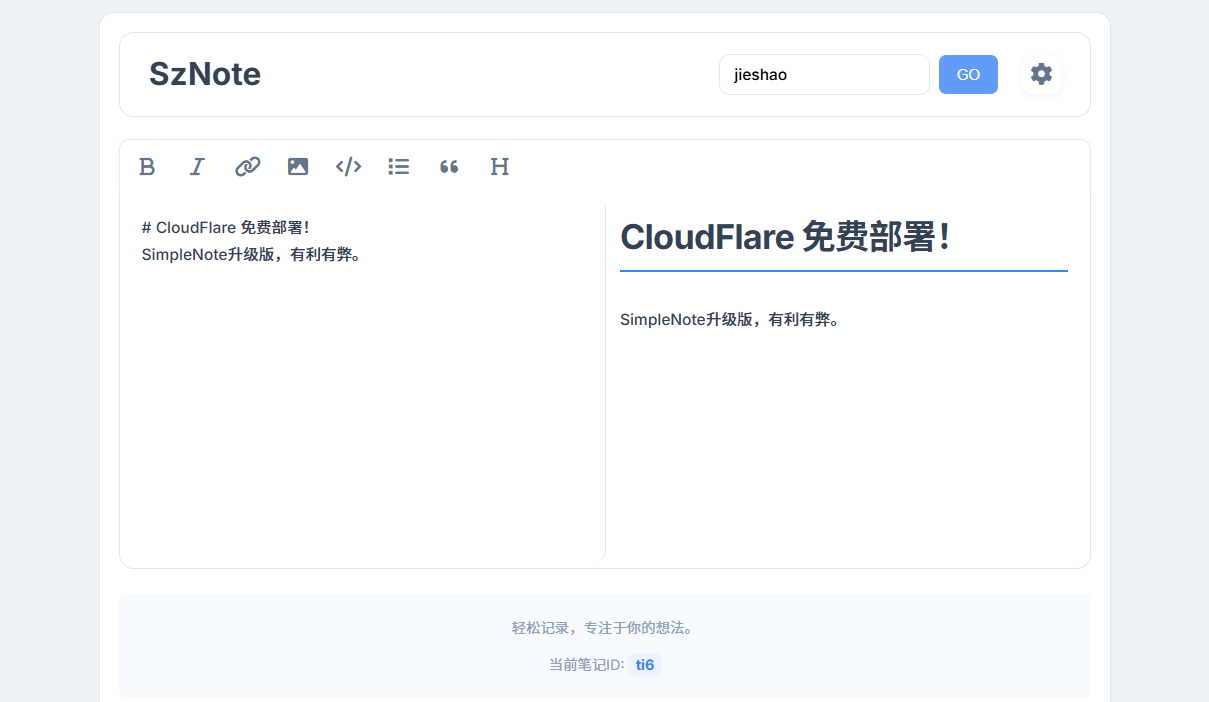 SzNote
jieshao
GO
B I </> H
# CloudFlare 免费部署！
SimpleNote升级版，有利有弊。
CloudFlare 免费部署！
SimpleNote升级版，有利有弊。
轻松记录，专注于你的想法。
当前笔记ID: ti6